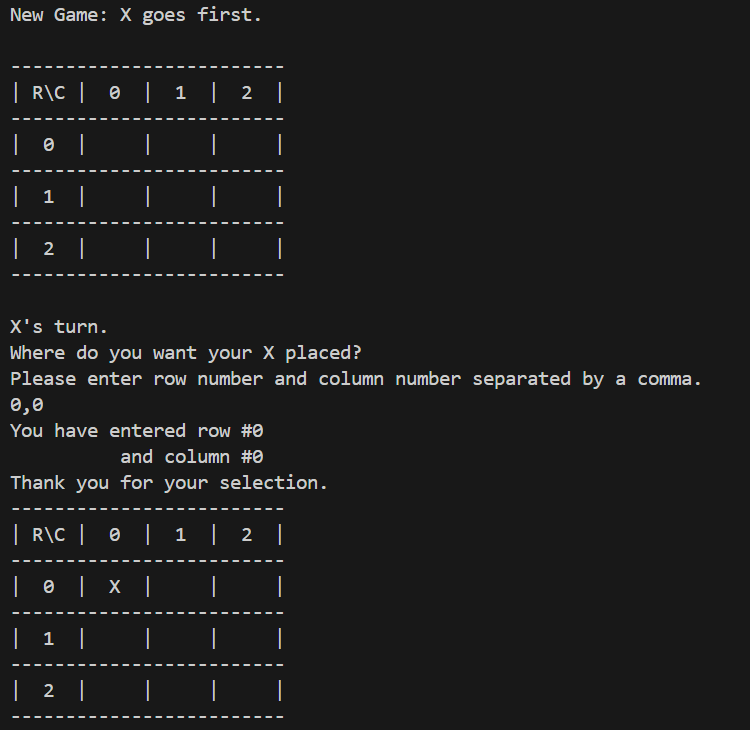 New Game: X goes first.

-------------------------
| R\C |  0  |  1  |  2  |
-------------------------
|  0  |     |     |     |
-------------------------
|  1  |     |     |     |
-------------------------
|  2  |     |     |     |
-------------------------

X's turn.
Where do you want your X placed?
Please enter row number and column number separated by a comma.
0,0
You have entered row #0
          and column #0
Thank you for your selection.
-------------------------
| R\C |  0  |  1  |  2  |
-------------------------
|  0  |  X  |     |     |
-------------------------
|  1  |     |     |     |
-------------------------
|  2  |     |     |     |
-------------------------